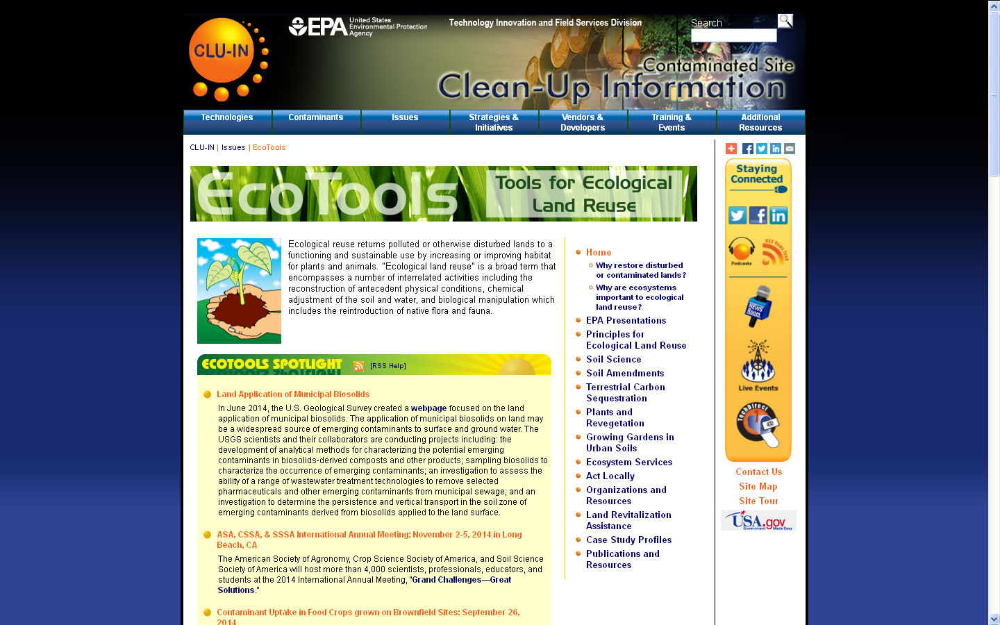 CLU-IN
EPA United States Environmental Protection Agency
Technology Innovation and Field Services Division
Search
Contaminated Site
Clean-Up Information
Technologies
Contaminants
Issues
Strategies & Initiatives
Vendors & Developers
Training & Events
Additional Resources
CLU-IN | Issues | EcoTools
EcoTools
Tools for Ecological
Land Reuse
Ecological reuse returns polluted or otherwise disturbed lands to a
functioning and sustainable use by increasing or improving habitat
for plants and animals. "Ecological land reuse" is a broad term that
encompasses a number of interrelated activities including the
reconstruction of antecedent physical conditions, chemical
adjustment of the soil and water, and biological manipulation which
includes the reintroduction of native flora and fauna.
ECOTOOLS SPOTLIGHT
[RSS Help]
Land Application of Municipal Biosolids
In June 2014, the U.S. Geological Survey created a webpage focused on the land
application of municipal biosolids. The application of municipal biosolids on land may
be a widespread source of emerging contaminants to surface and ground water. The
USGS scientists and their collaborators are conducting projects including: the
development of analytical methods for characterizing the potential emerging
contaminants in biosolids-derived composts and other products; sampling biosolids to
characterize the occurrence of emerging contaminants; an investigation to assess the
ability of a range of wastewater treatment technologies to remove selected
pharmaceuticals and other emerging contaminants from municipal sewage; and an
investigation to determine the persistence and vertical transport in the soil zone of
emerging contaminants derived from biosolids applied to the land surface.
ASA, CSSA, & SSSA International Annual Meeting: November 2-5, 2014 in Long
Beach, CA
The American Society of Agronomy, Crop Science Society of America, and Soil Science
Society of America will host more than 4,000 scientists, professionals, educators, and
students at the 2014 International Annual Meeting, "Grand Challenges—Great
Solutions."
Contaminant Uptake in Food Crops grown on Brownfield Sites: September 26,
2014
Home
Why restore disturbed
or contaminated lands?
Why are ecosystems
important to ecological
land reuse?
EPA Presentations
Principles for
Ecological Land Reuse
Soil Science
Soil Amendments
Terrestrial Carbon
Sequestration
Plants and
Revegetation
Growing Gardens in
Urban Soils
Ecosystem Services
Act Locally
Organizations and
Resources
Land Revitalization
Assistance
Case Study Profiles
Publications and
Resources
Staying
Connected
Podcasts
RSS News Feed
NEWS
Room
Live Events
TechDirect
Contact Us
Site Map
Site Tour
USA.gov
Government Made Easy